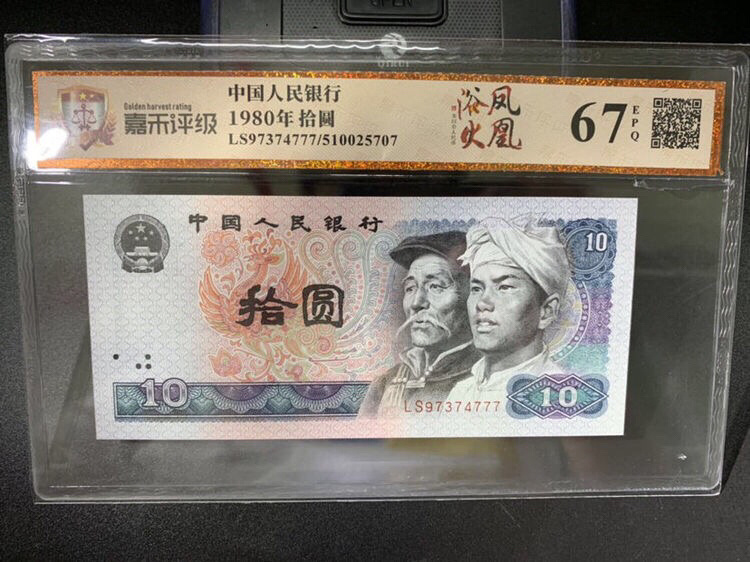 OPEN
Golden harvest rating
嘉禾评级
中国人民银行
1980年 拾圆
LS97374777/510025707
浴火
凤凰
67
EPQ
中国人民银行
10
拾圆
10
LS97374777
10